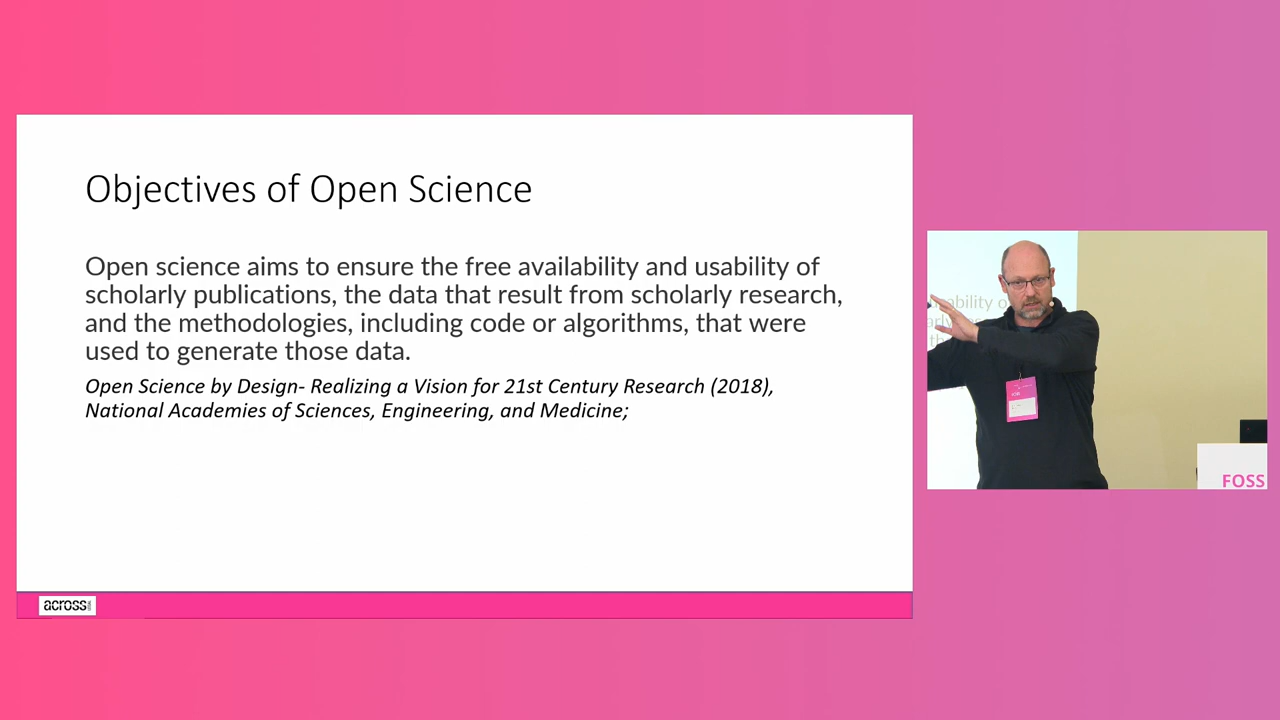 Objectives of Open Science
Open science aims to ensure the free availability and usability of
scholarly publications, the data that result from scholarly research,
and the methodologies, including code or algorithms, that were
used to generate those data.
Open Science by Design- Realizing a Vision for 21st Century Research (2018),
National Academies of Sciences, Engineering, and Medicine;
across
FOSS